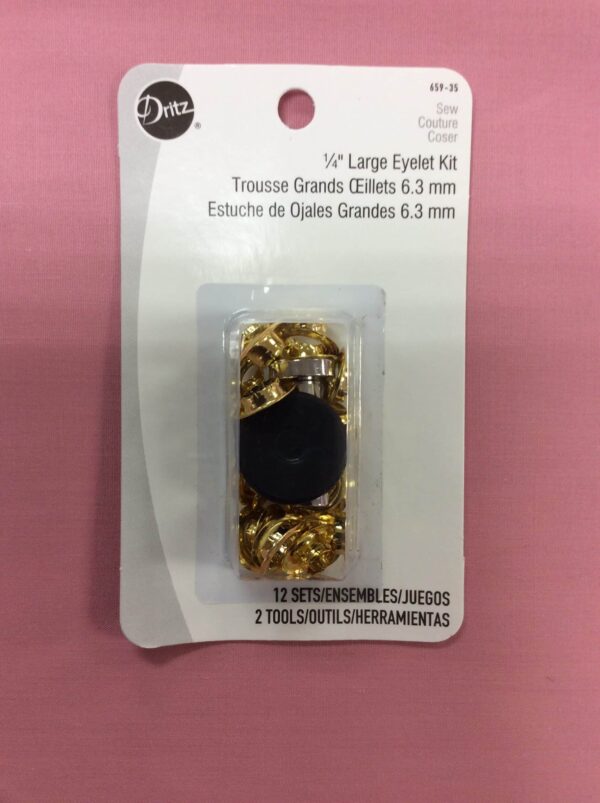 Dritz®
659-35
Sew
Couture
Coser
¼" Large Eyelet Kit
Trousse Grands Œillets 6.3 mm
Estuche de Ojales Grandes 6.3 mm
12 SETS/ENSEMBLES/JUEGOS
2 TOOLS/OUTILS/HERRAMIENTAS